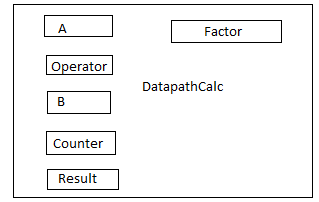 A
Factor
Operator
DatapathCalc
B
Counter
Result